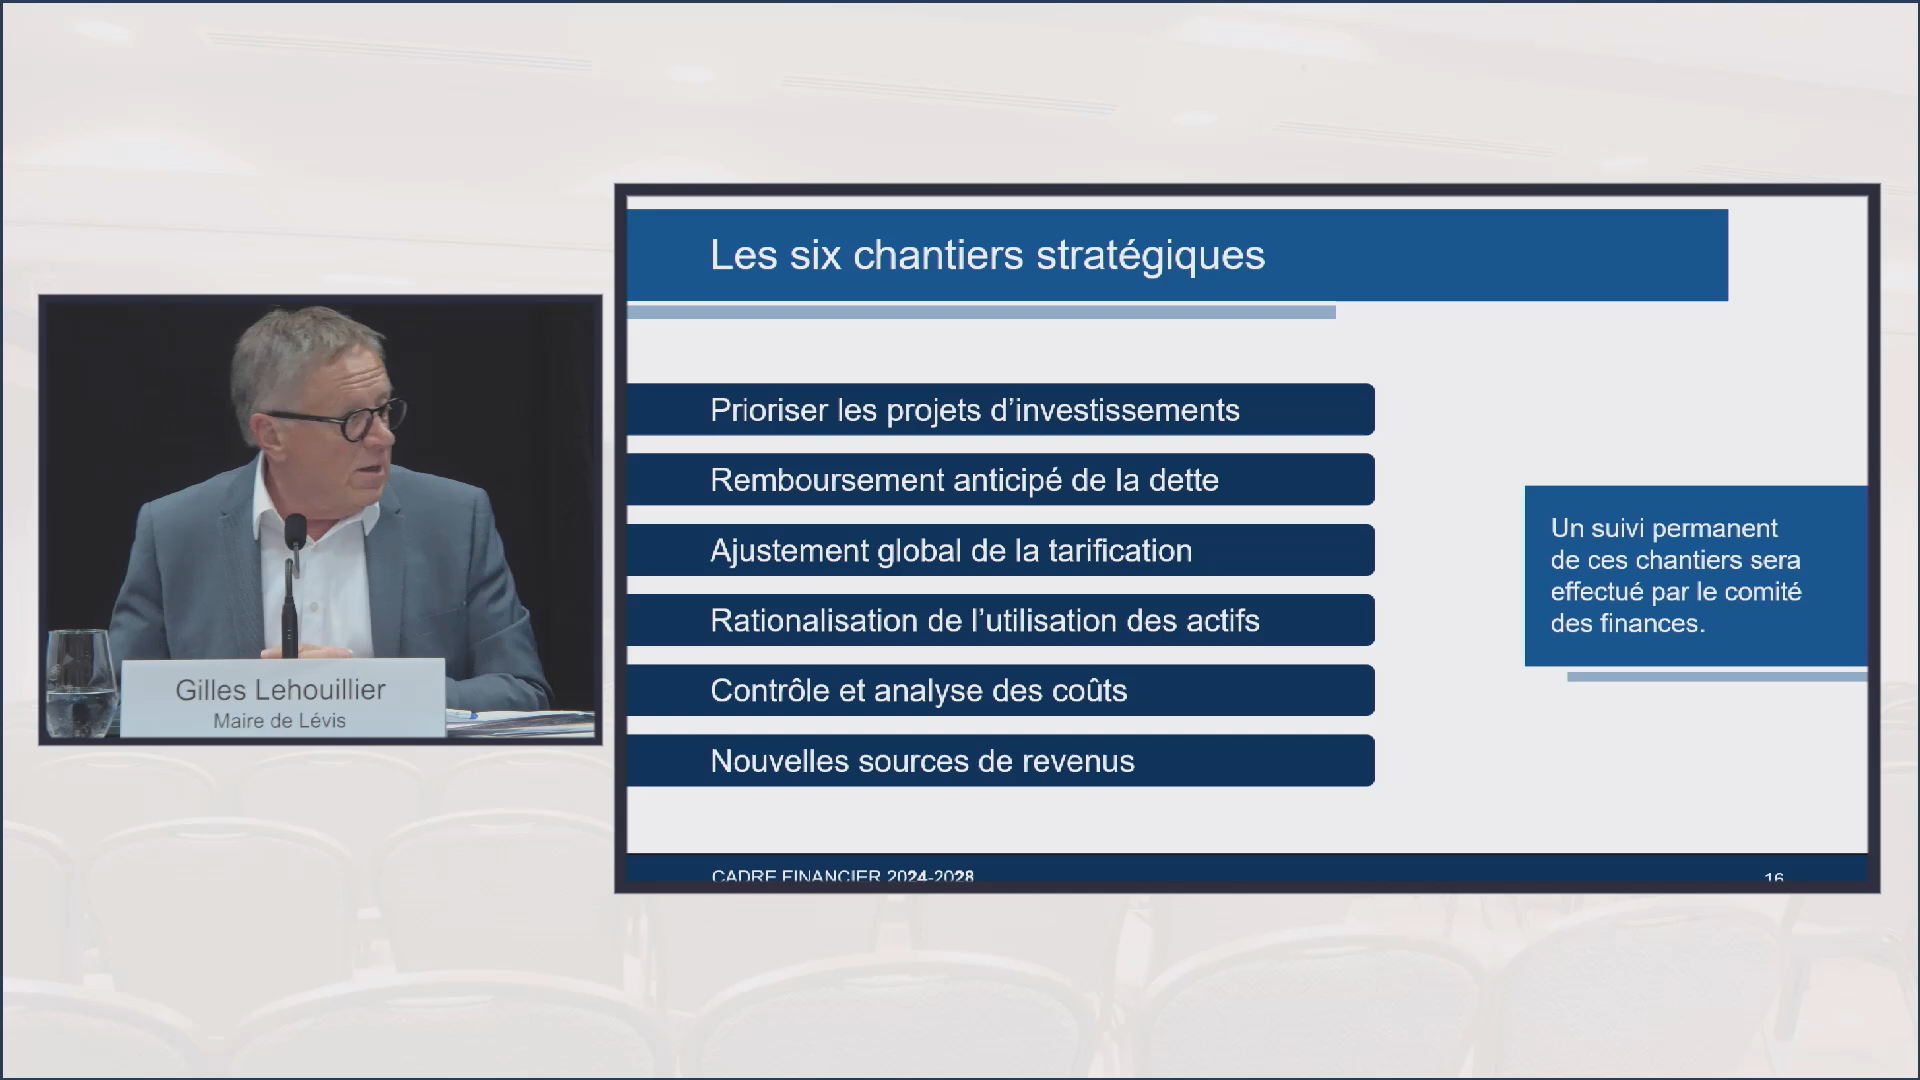 Les six chantiers stratégiques
Prioriser les projets d’investissements
Remboursement anticipé de la dette
Ajustement global de la tarification
Rationalisation de l’utilisation des actifs
Contrôle et analyse des coûts
Nouvelles sources de revenus
Un suivi permanent
de ces chantiers sera
effectué par le comité
des finances.
CADRE FINANCIER 2024-2028
16
Gilles Lehouillier
Maire de Lévis